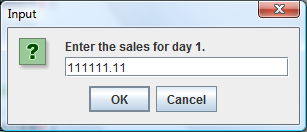 Input
Enter the sales for day 1.
111111.11
OK Cancel